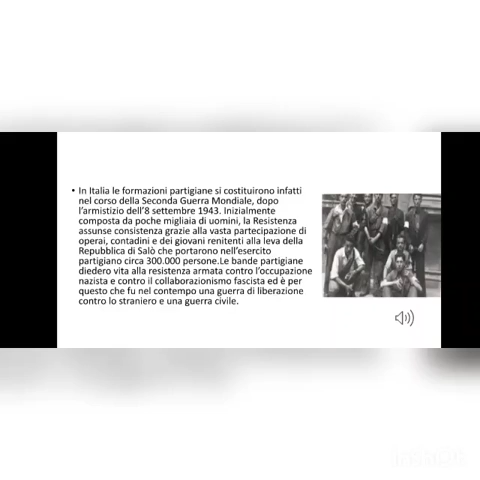 • In Italia le formazioni partigiane si costituirono infatti
nel corso della Seconda Guerra Mondiale, dopo
l'armistizio dell'8 settembre 1943. Inizialmente
composta da poche migliaia di uomini, la Resistenza
assunse consistenza grazie alla vasta partecipazione di
operai, contadini e dei giovani renitenti alla leva della
Repubblica di Salò che portarono nell'esercito
partigiano circa 300.000 persone.Le bande partigiane
diedero vita alla resistenza armata contro l'occupazione
nazista e contro il collaborazionismo fascista ed è per
questo che fu nel contempo una guerra di liberazione
contro lo straniero e una guerra civile.